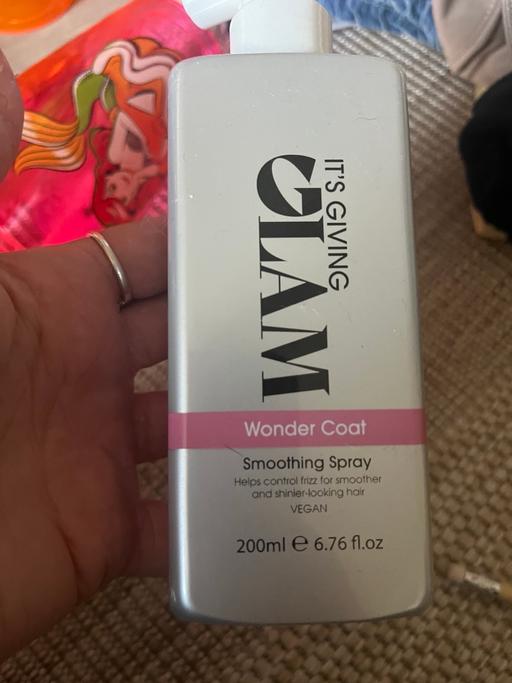 IT'S GIVING
GLAM
Wonder Coat
Smoothing Spray
Helps control frizz for smoother
and shinier-looking hair
VEGAN
200ml ℮ 6.76 fl.oz